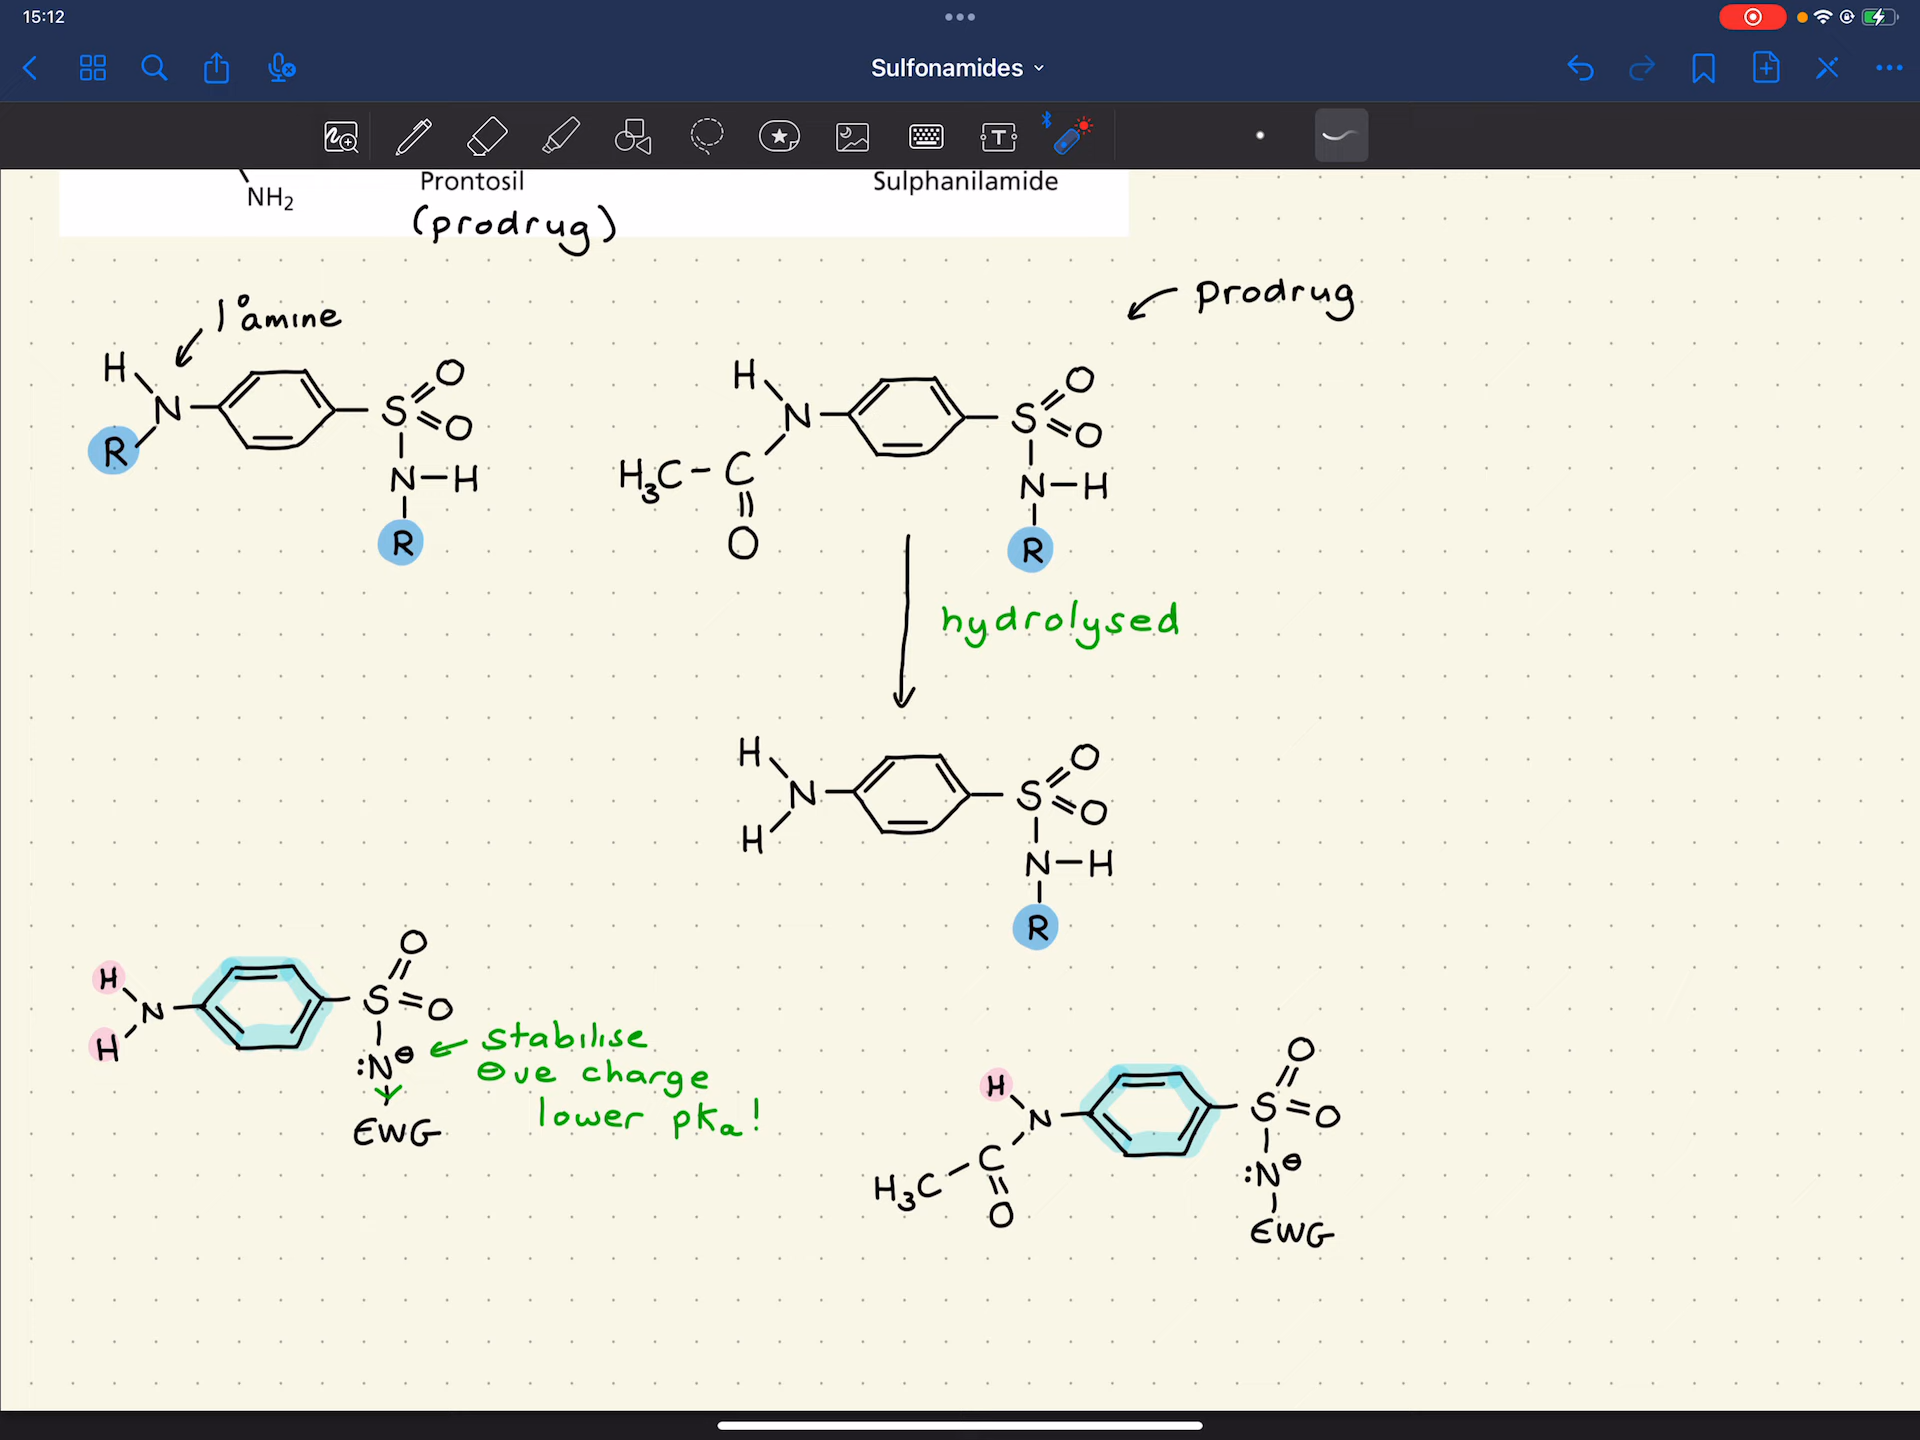 15:12
Sulfonamides
T
NH2
Prontosil
Sulphanilamide
(prodrug)
1° amine
Prodrug
H
N
R
S
O
O
N-H
R
H
N
H3C-C
O
S
O
O
N-H
R
hydrolysed
H
N
H
S
O
O
N-H
R
H
N
H
S
O
O
:N⊖
EWG
stabilise
⊖ve charge
lower pKa!
H
N
H3C
C
O
S
O
O
:N⊖
EWG